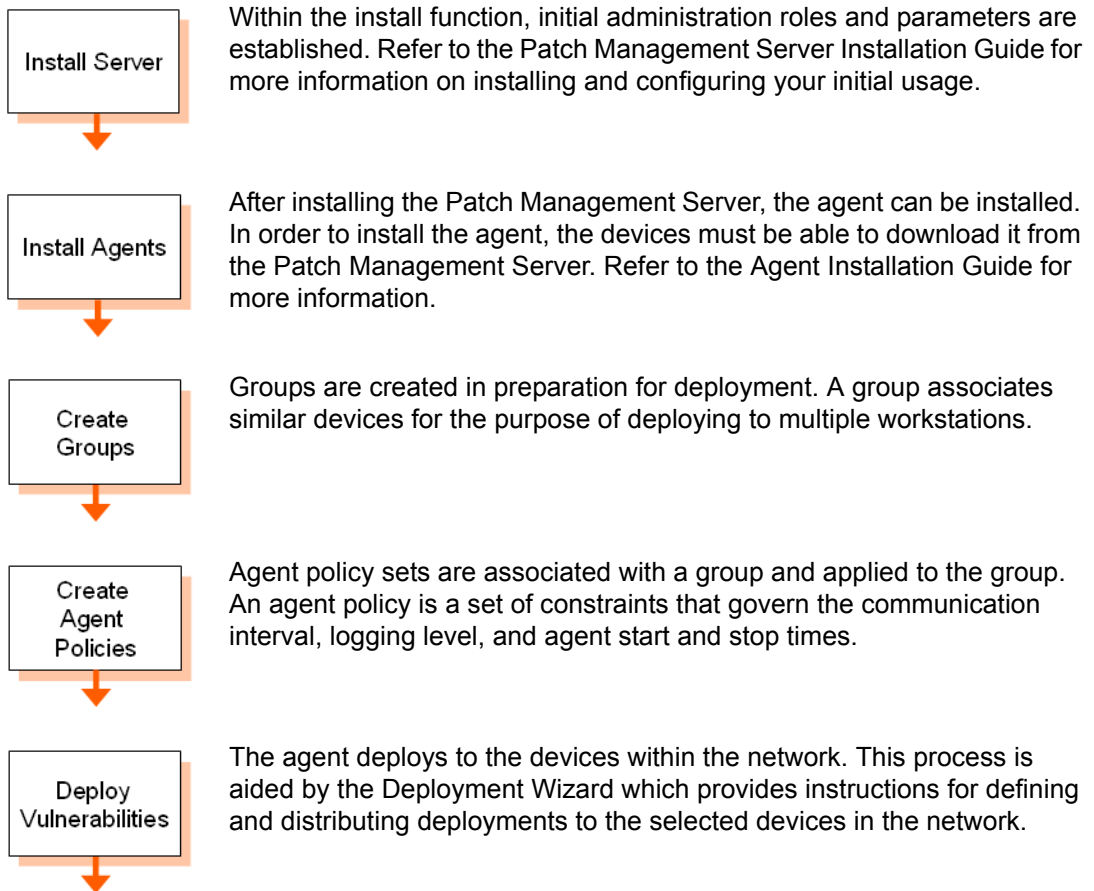 Install Server
Within the install function, initial administration roles and parameters are
established. Refer to the Patch Management Server Installation Guide for
more information on installing and configuring your initial usage.
Install Agents
After installing the Patch Management Server, the agent can be installed.
In order to install the agent, the devices must be able to download it from
the Patch Management Server. Refer to the Agent Installation Guide for
more information.
Create
Groups
Groups are created in preparation for deployment. A group associates
similar devices for the purpose of deploying to multiple workstations.
Create
Agent
Policies
Agent policy sets are associated with a group and applied to the group.
An agent policy is a set of constraints that govern the communication
interval, logging level, and agent start and stop times.
Deploy
Vulnerabilities
The agent deploys to the devices within the network. This process is
aided by the Deployment Wizard which provides instructions for defining
and distributing deployments to the selected devices in the network.